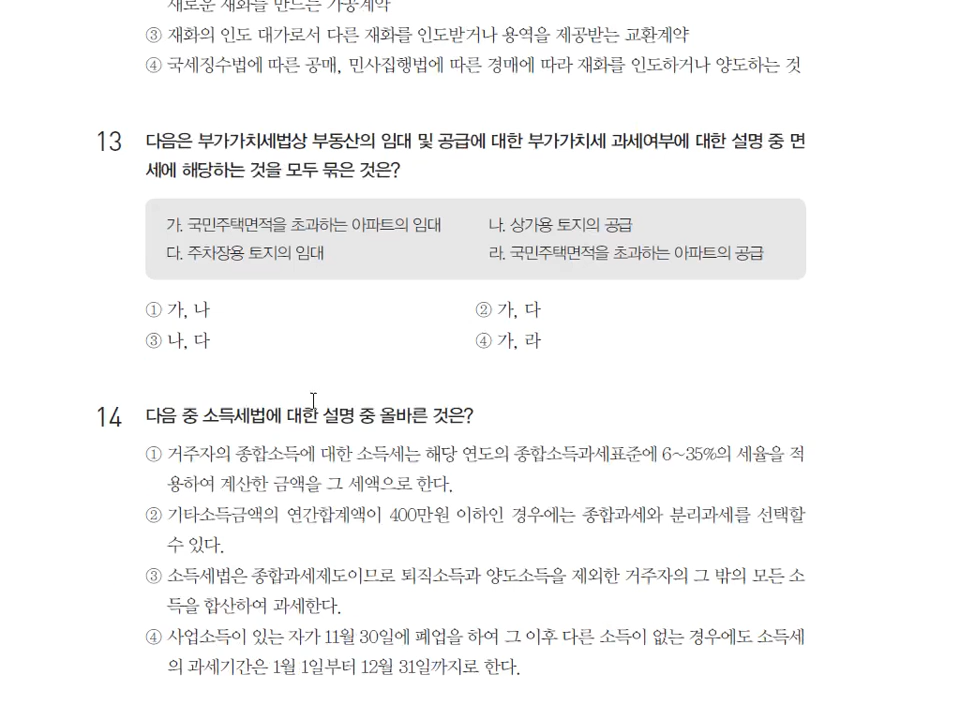 새로운 재화를 만드는 가공계약
③ 재화의 인도 대가로서 다른 재화를 인도받거나 용역을 제공받는 교환계약
④ 국세징수법에 따른 공매, 민사집행법에 따른 경매에 따라 재화를 인도하거나 양도하는 것
13 다음은 부가가치세법상 부동산의 임대 및 공급에 대한 부가가치세 과세여부에 대한 설명 중 면
세에 해당하는 것을 모두 묶은 것은?
가. 국민주택면적을 초과하는 아파트의 임대 나. 상가용 토지의 공급
다. 주차장용 토지의 임대 라. 국민주택면적을 초과하는 아파트의 공급
① 가, 나 ② 가, 다
③ 나, 다 ④ 가, 라
14 다음 중 소득세법에 대한 설명 중 올바른 것은?
① 거주자의 종합소득에 대한 소득세는 해당 연도의 종합소득과세표준에 6~35%의 세율을 적
용하여 계산한 금액을 그 세액으로 한다.
② 기타소득금액의 연간합계액이 400만원 이하인 경우에는 종합과세와 분리과세를 선택할
수 있다.
③ 소득세법은 종합과세제도이므로 퇴직소득과 양도소득을 제외한 거주자의 그 밖의 모든 소
득을 합산하여 과세한다.
④ 사업소득이 있는 자가 11월 30일에 폐업을 하여 그 이후 다른 소득이 없는 경우에도 소득세
의 과세기간은 1월 1일부터 12월 31일까지로 한다.